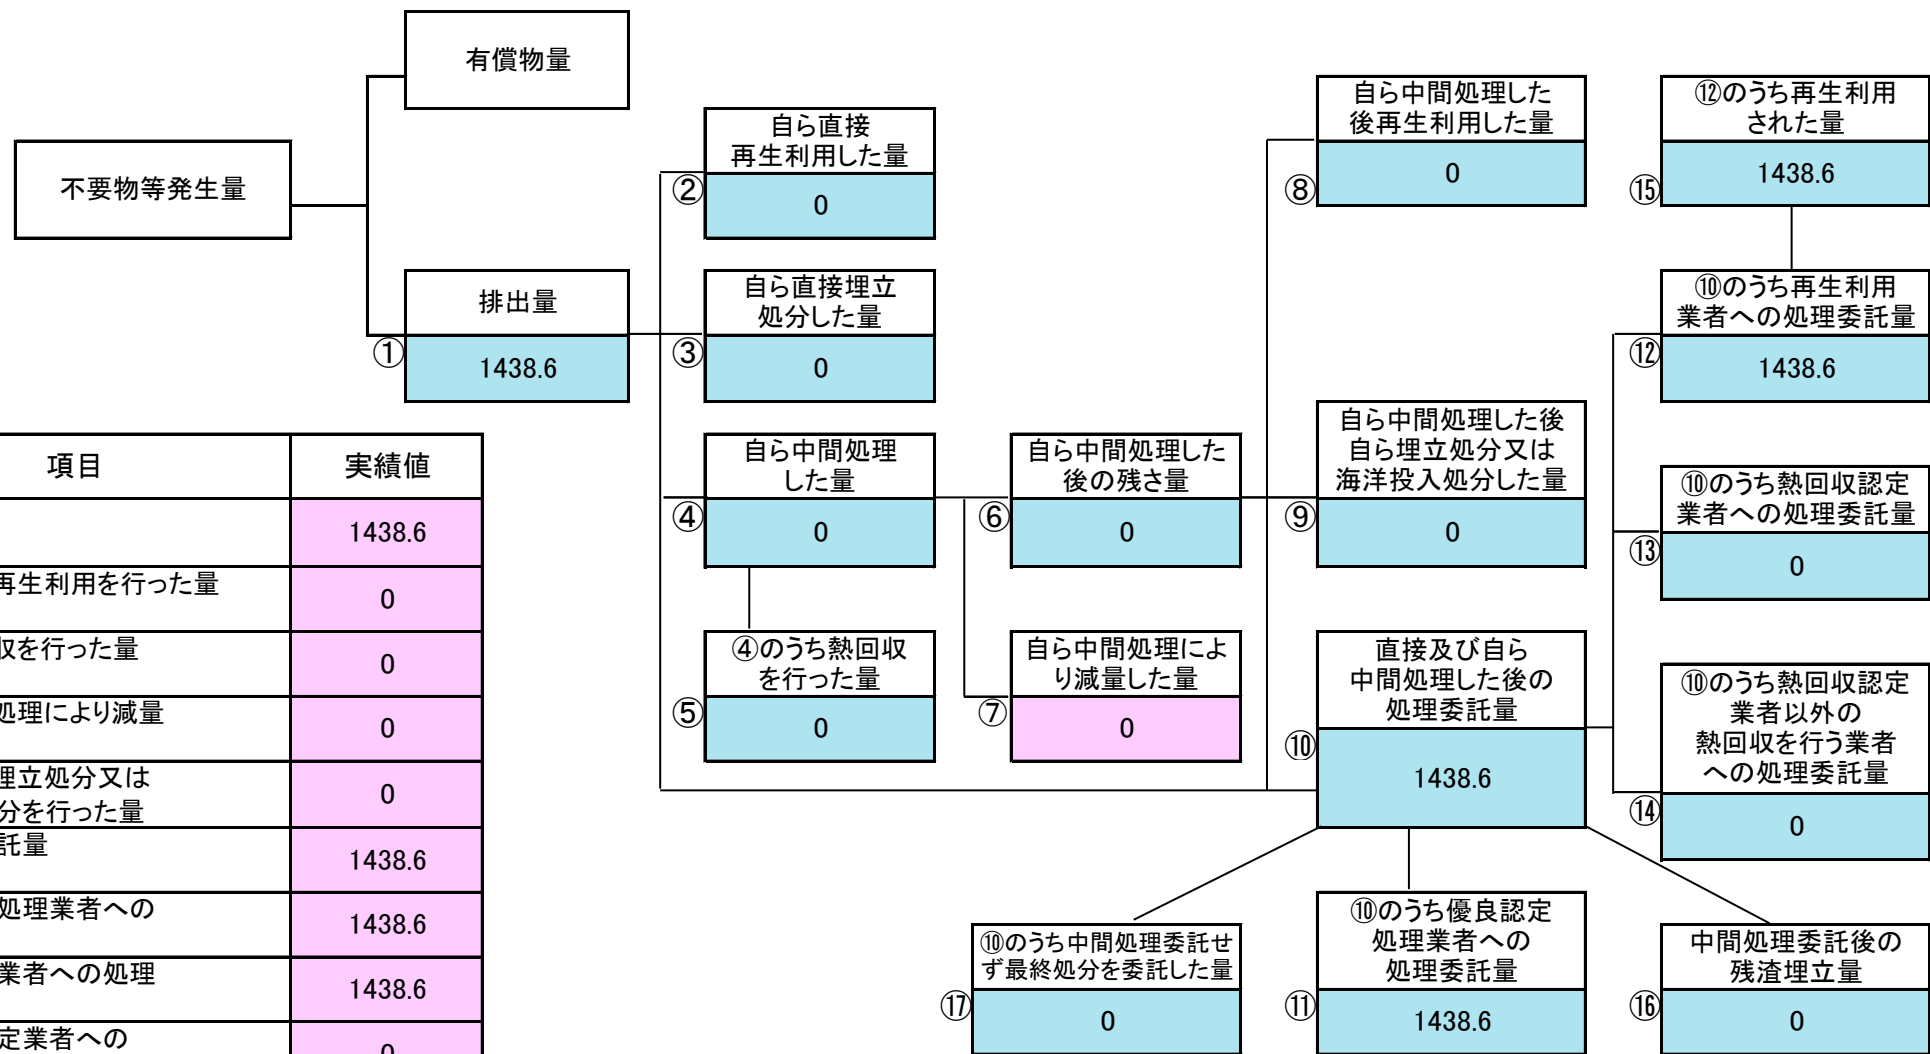 有償物量
不要物等発生量
排出量
①
1438.6
自ら直接
再生利用した量
②
0
自ら直接埋立
処分した量
③
0
自ら中間処理
した量
④
0
④のうち熱回収
を行った量
⑤
0
自ら中間処理した
後の残さ量
⑥
0
自ら中間処理によ
り減量した量
⑦
0
自ら中間処理した
後再生利用した量
⑧
0
自ら中間処理した後
自ら埋立処分又は
海洋投入処分した量
⑨
0
直接及び自ら
中間処理した後の
処理委託量
⑩
1438.6
⑩のうち優良認定
処理業者への
処理委託量
⑪
1438.6
⑩のうち再生利用
業者への処理委託量
⑫
1438.6
⑩のうち熱回収認定
業者への処理委託量
⑬
0
⑩のうち熱回収認定
業者以外の
熱回収を行う業者
への処理委託量
⑭
0
⑫のうち再生利用
された量
⑮
1438.6
中間処理委託後の
残渣埋立量
⑯
0
⑩のうち中間処理委託せ
ず最終処分を委託した量
⑰
0
項目 実績値
1438.6
再生利用を行った量 0
収を行った量 0
処理により減量 0
埋立処分又は
分を行った量 0
託量 1438.6
処理業者への 1438.6
業者への処理 1438.6
定業者への 0